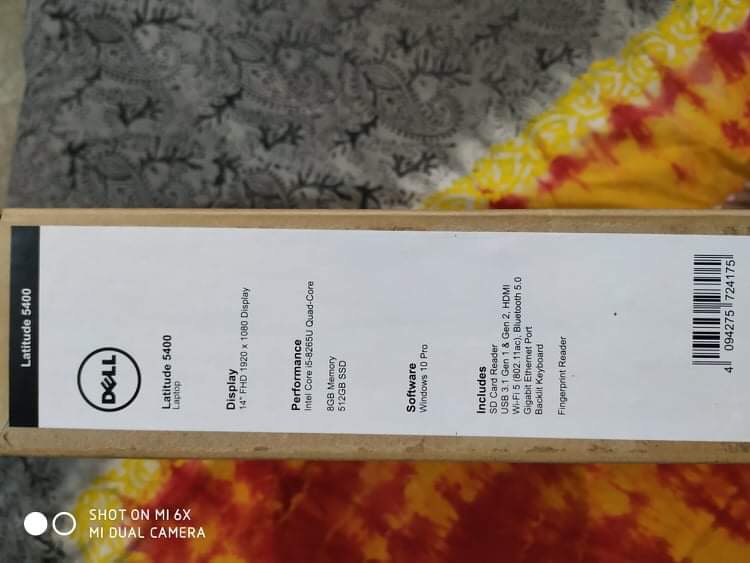 Latitude 5400
DELL
Latitude 5400
Laptop
Display
14" FHD 1920 x 1080 Display
Performance
Intel Core i5-8265U Quad-Core
8GB Memory
512GB SSD
Software
Windows 10 Pro
Includes
SD Card Reader
USB 3.1 Gen 1 & Gen 2, HDMI
Wi-Fi 5 (802.11ac), Bluetooth 5.0
Gigabit Ethernet Port
Backlit Keyboard
Fingerprint Reader
4 094275 724175
SHOT ON MI 6X
MI DUAL CAMERA